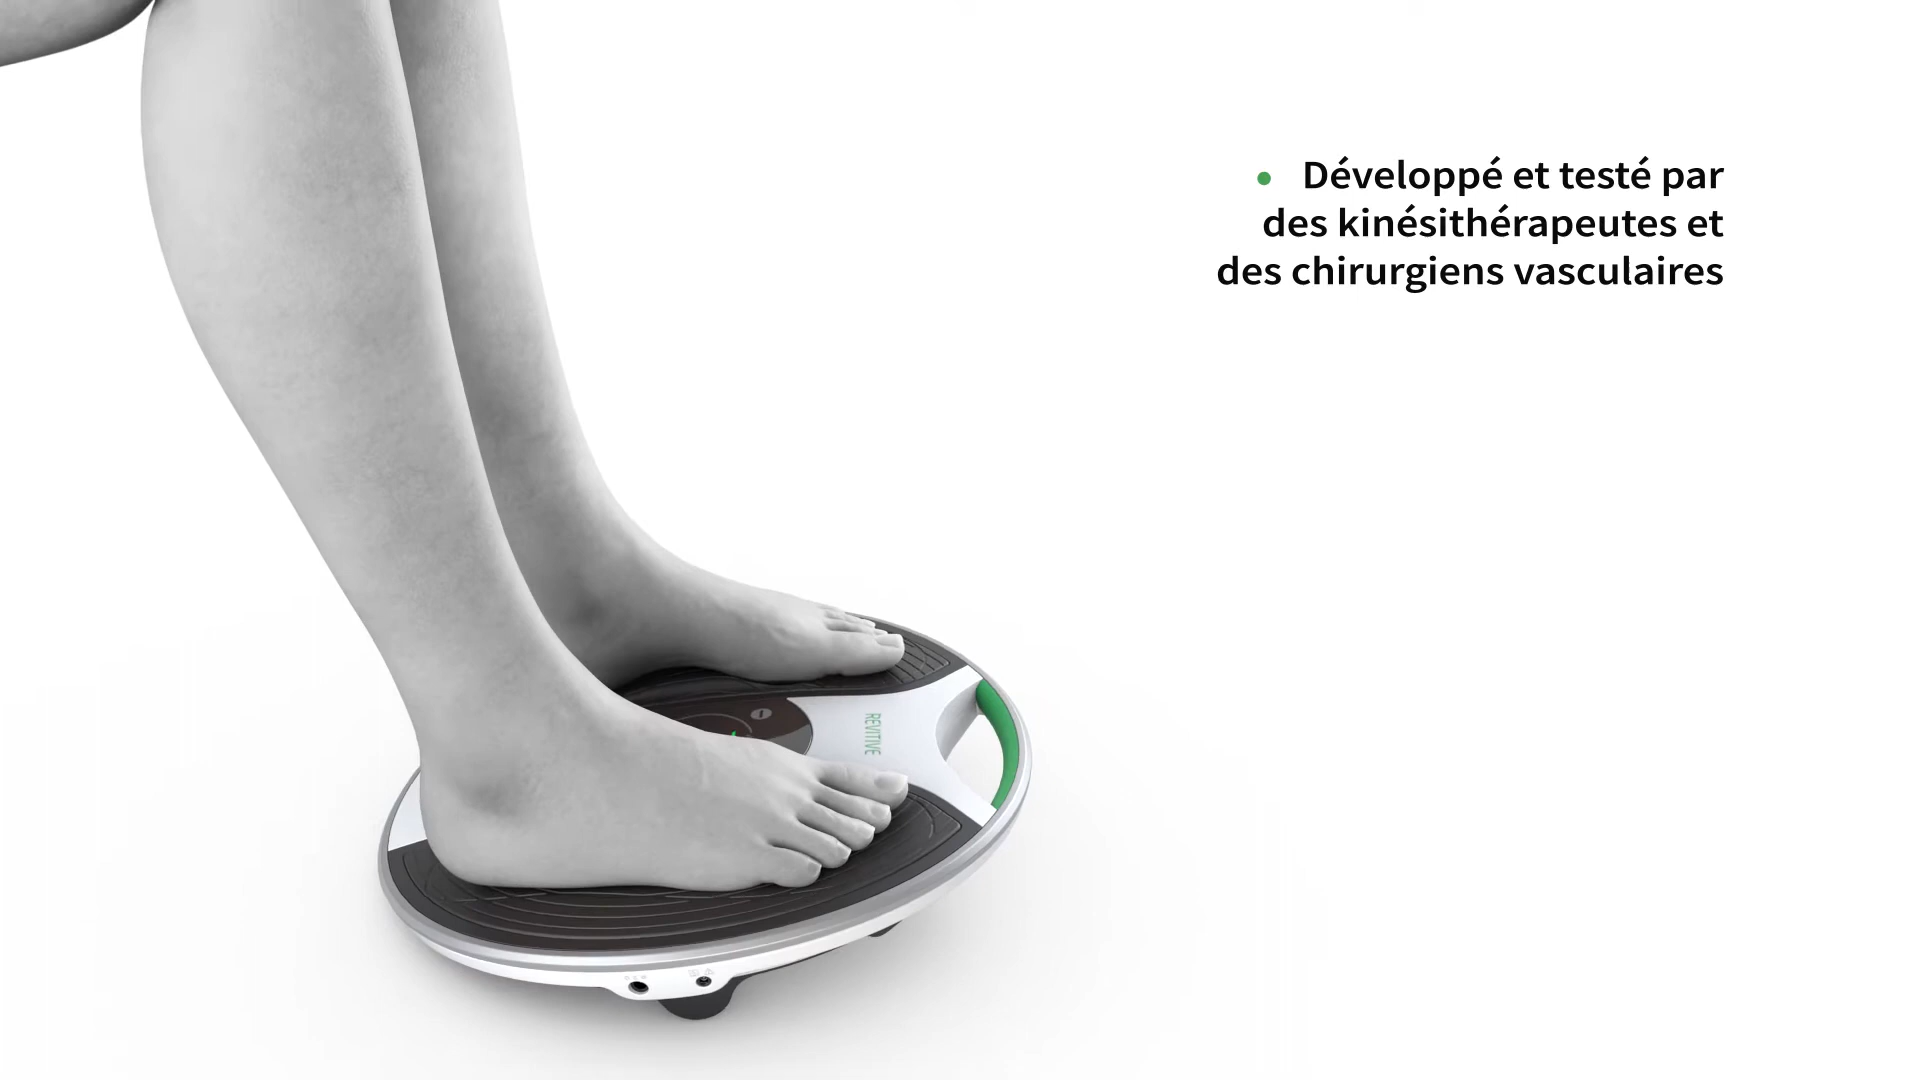 • Développé et testé par
des kinésithérapeutes et
des chirurgiens vasculaires
REVITIVE